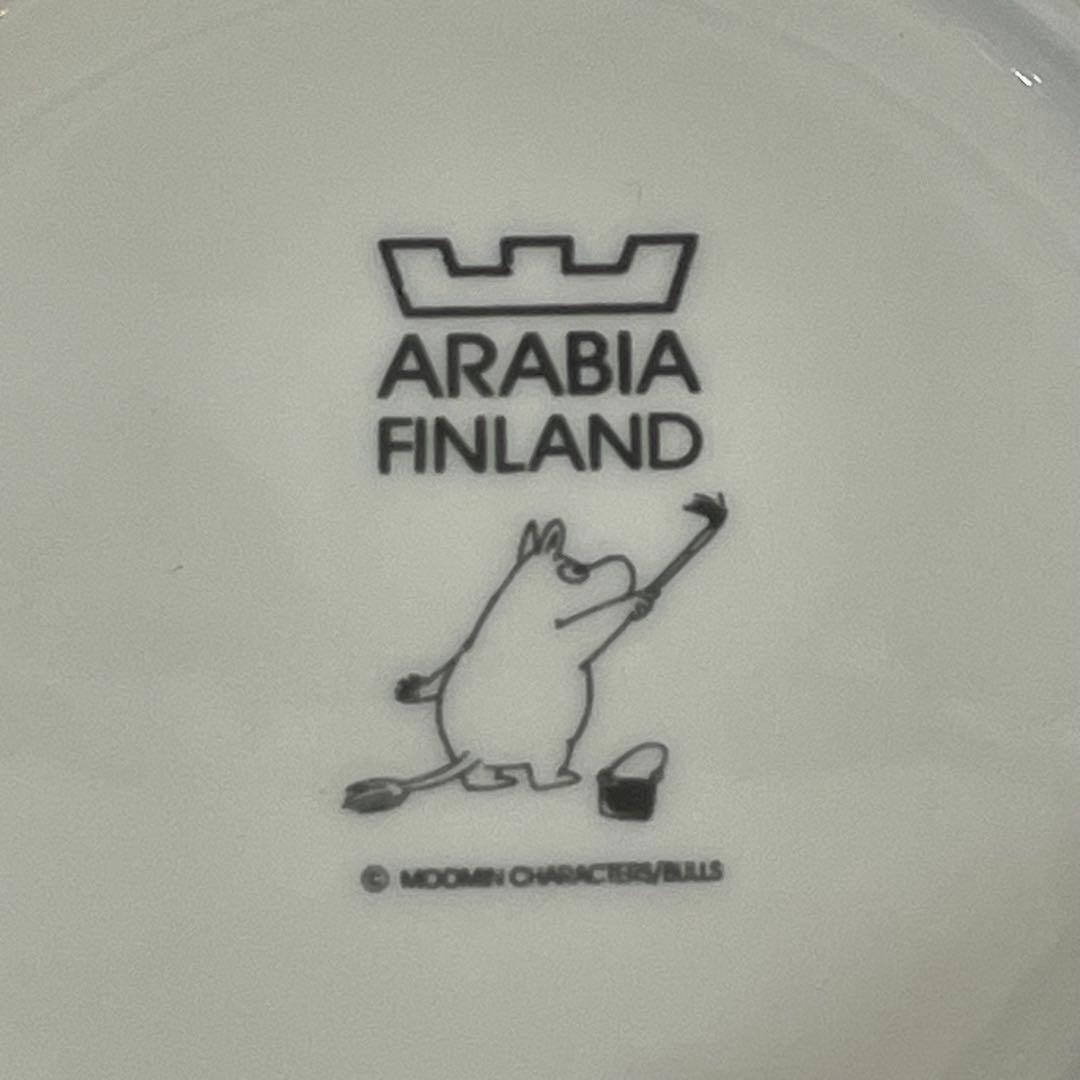 ARABIA
FINLAND
© MOOMIN CHARACTERS/BULLS